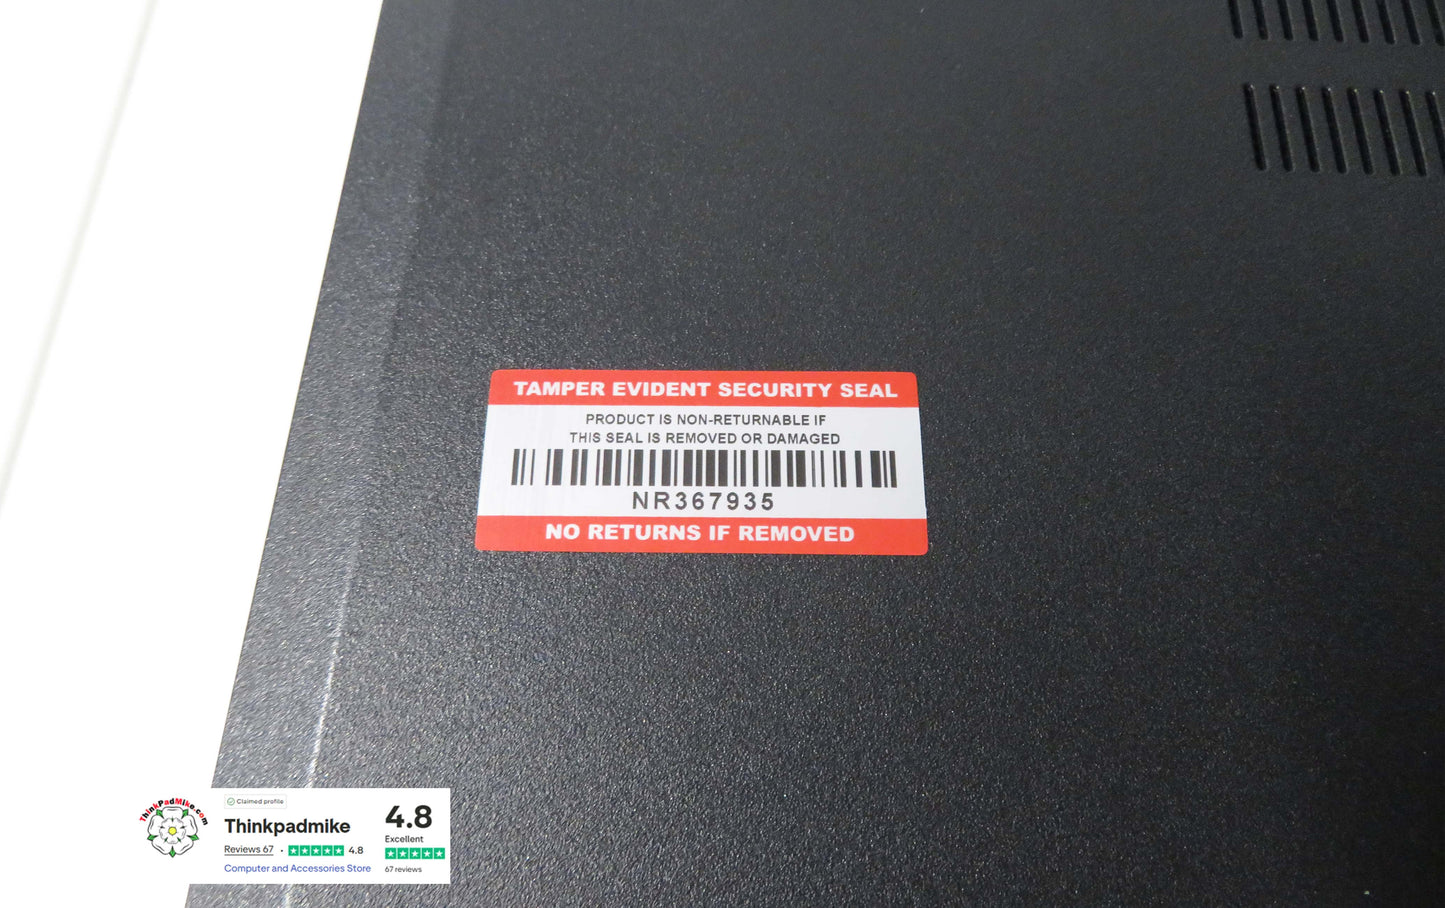 TAMPER EVIDENT SECURITY SEAL
PRODUCT IS NON-RETURNABLE IF
THIS SEAL IS REMOVED OR DAMAGED
NR367935
NO RETURNS IF REMOVED
ThinkPadMike.com
Claimed profile
Thinkpadmike
Reviews 67 • 4.8
Computer and Accessories Store
4.8
Excellent
67 reviews